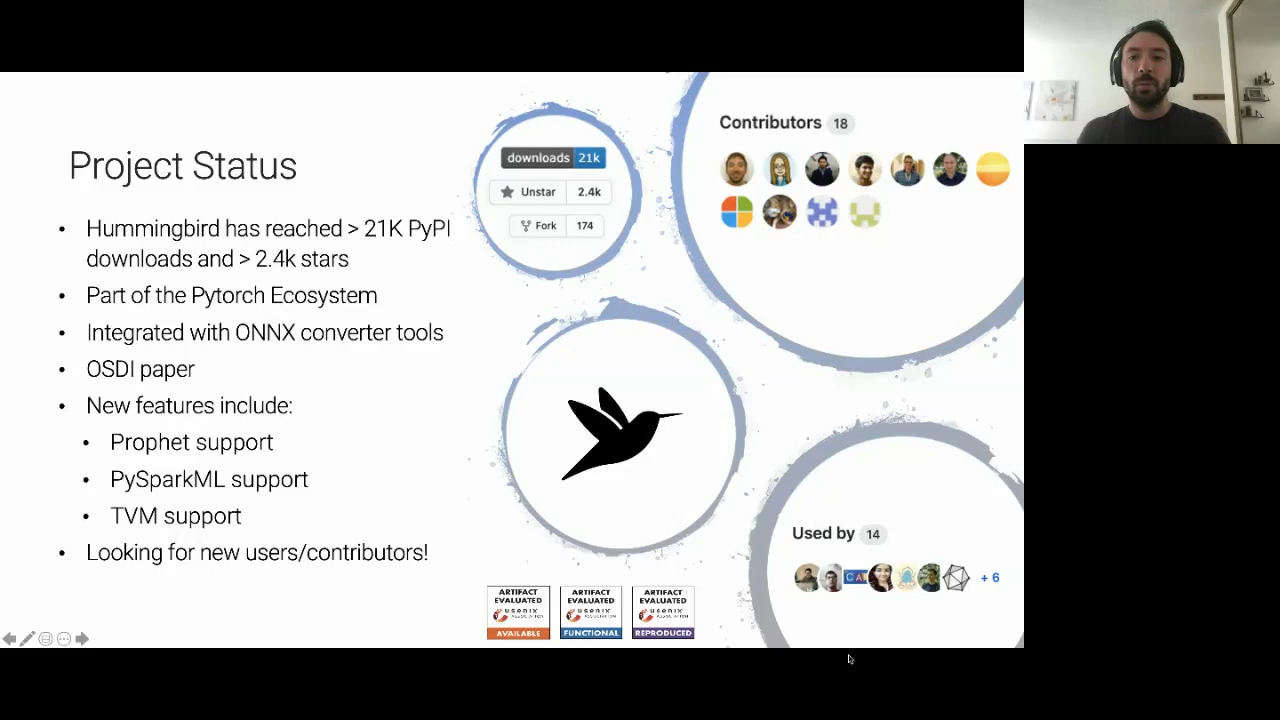 Project Status
• Hummingbird has reached > 21K PyPI
downloads and > 2.4k stars
• Part of the Pytorch Ecosystem
• Integrated with ONNX converter tools
• OSDI paper
• New features include:
• Prophet support
• PySparkML support
• TVM support
• Looking for new users/contributors!
downloads 21k
Unstar 2.4k
Fork 174
Contributors 18
Used by 14
+ 6
ARTIFACT
EVALUATED
usenix
ASSOCIATION
AVAILABLE
ARTIFACT
EVALUATED
usenix
ASSOCIATION
FUNCTIONAL
ARTIFACT
EVALUATED
usenix
ASSOCIATION
REPRODUCED